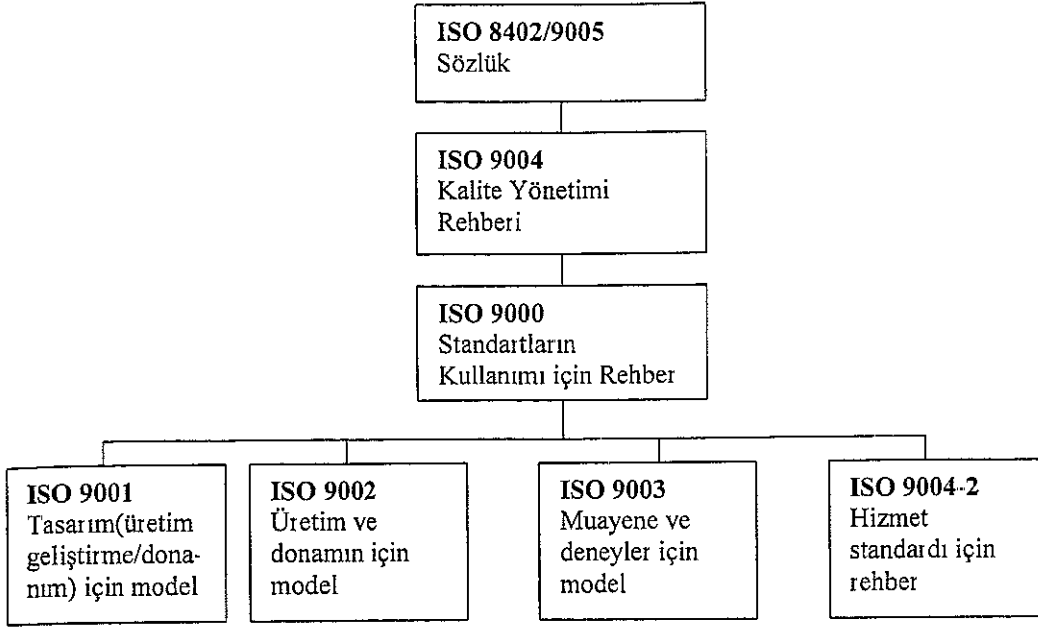 ISO 8402/9005
Sözlük
ISO 9004
Kalite Yönetimi
Rehberi
ISO 9000
Standartların
Kullanımı için Rehber
ISO 9001
Tasarım(üretim
geliştirme/dona-
nım) için model
ISO 9002
Üretim ve
donamın için
model
ISO 9003
Muayene ve
deneyler için
model
ISO 9004-2
Hizmet
standardı için
rehber